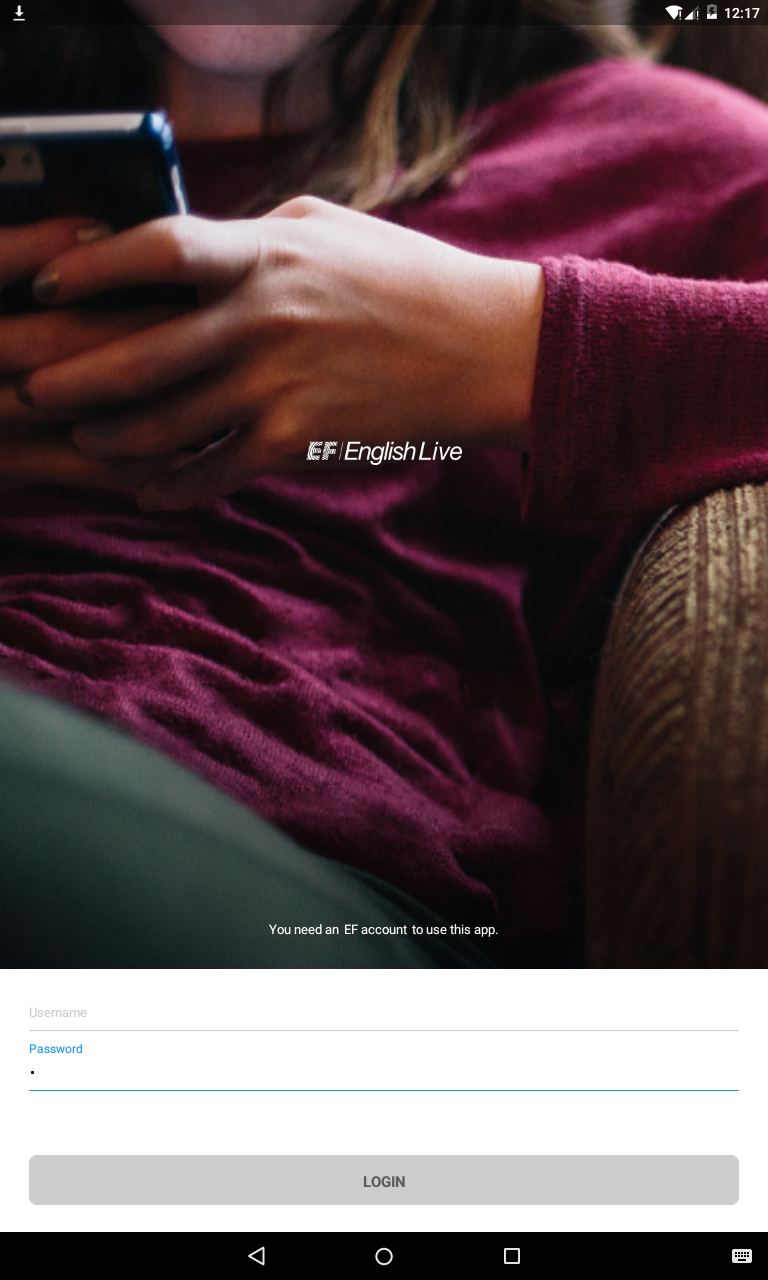 12:17
EF English Live
You need an EF account to use this app.
Username
Password
LOGIN